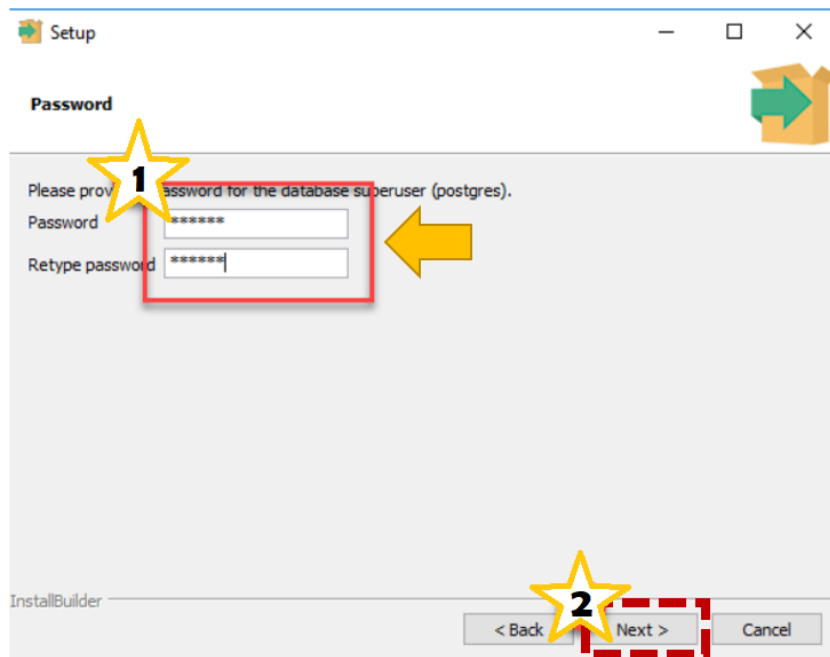 Setup
Password
1
Please prov assword for the database superuser (postgres).
Password ******
Retype password ******
InstallBuilder
2
< Back Next > Cancel